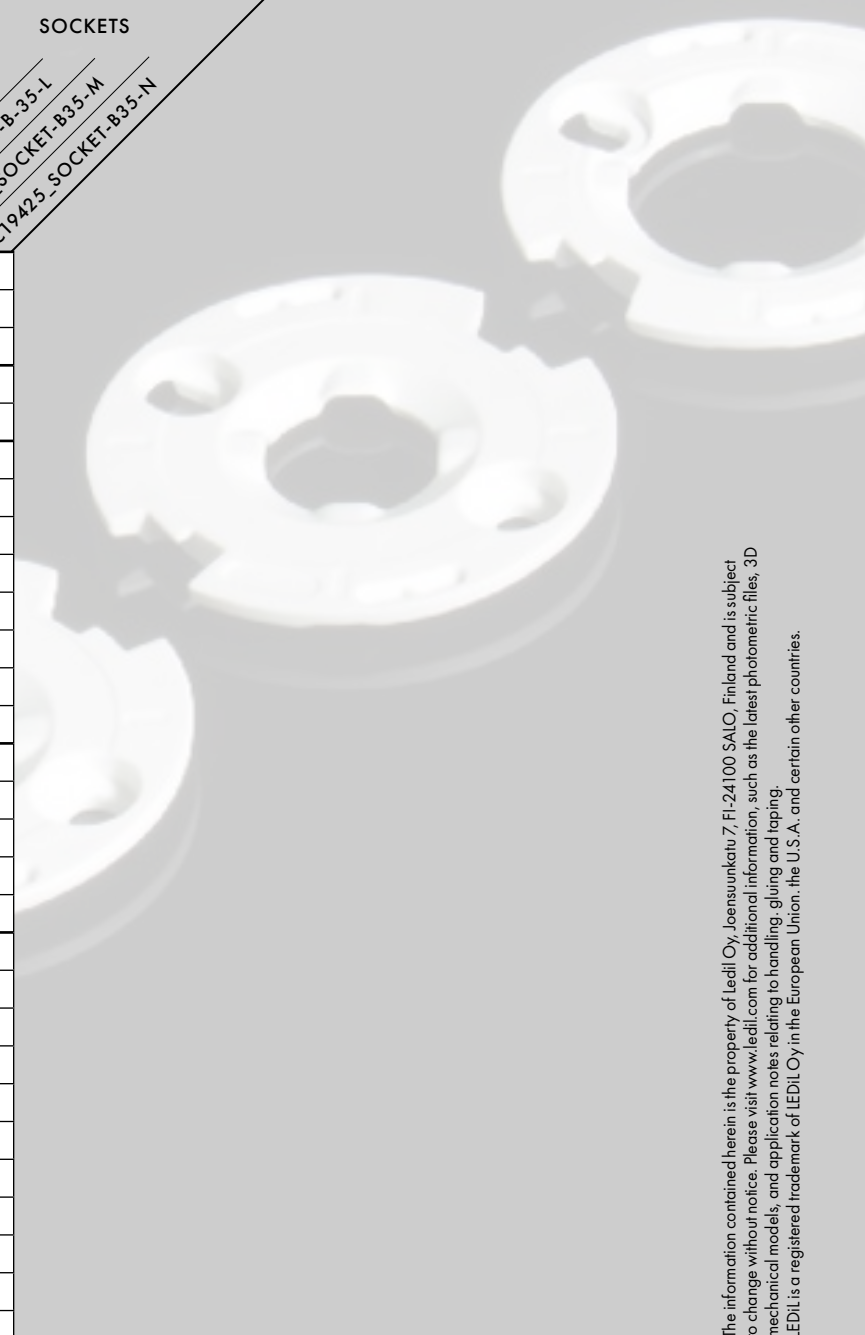 SOCKETS
-B-35-L
SOCKET-B35-M
C19425_SOCKET-B35-N
The information contained herein is the property of Ledil Oy, Joensuunkatu 7, FI-24100 SALO, Finland and is subject
to change without notice. Please visit www.ledil.com for additional information, such as the latest photometric files, 3D
mechanical models, and application notes relating to handling. gluing and taping.
LEDiL is a registered trademark of LEDiL Oy in the European Union. the U.S.A. and certain other countries.